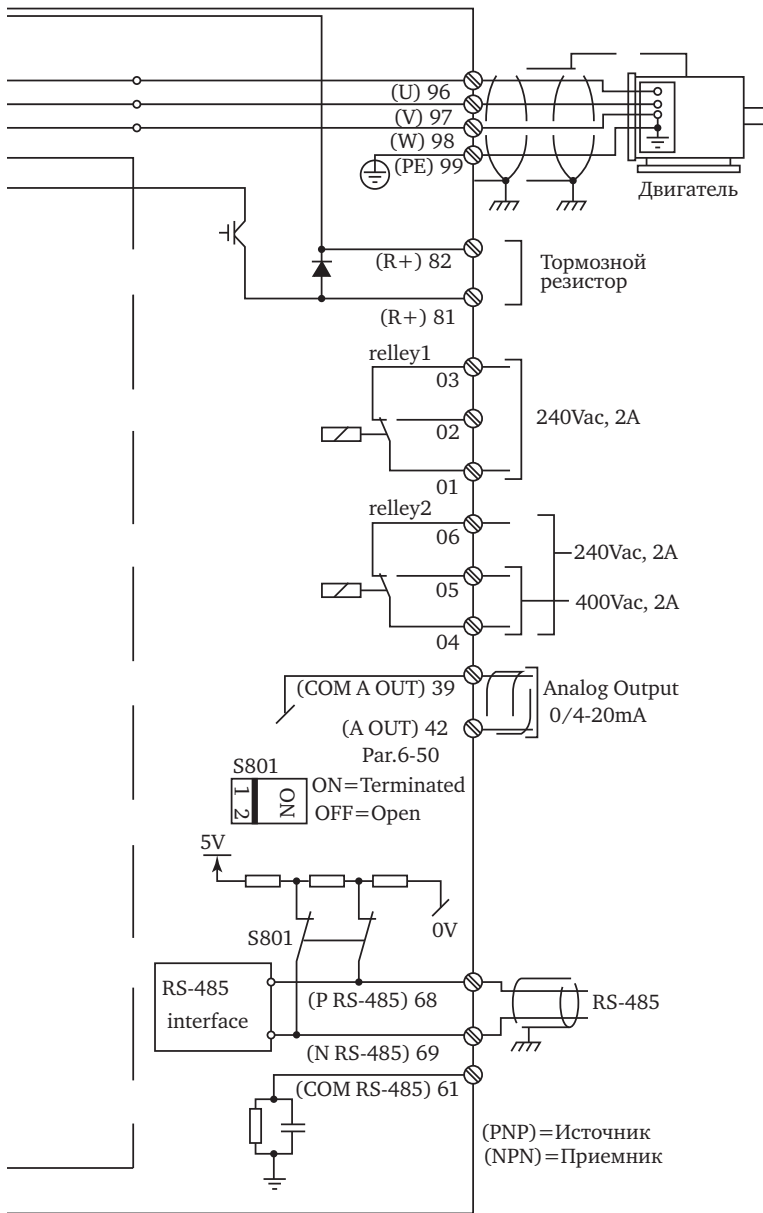 (U) 96
(V) 97
(W) 98
(PE) 99
Двигатель
(R+) 82
Тормозной
резистор
(R+) 81
relley1
03
02
240Vac, 2A
01
relley2
06
240Vac, 2A
05
400Vac, 2A
04
(COM A OUT) 39
Analog Output
0/4-20mA
(A OUT) 42
Par.6-50
S801
1 2
ON
ON=Terminated
OFF=Open
5V
0V
S801
RS-485
interface
(P RS-485) 68
RS-485
(N RS-485) 69
(COM RS-485) 61
(PNP)=Источник
(NPN)=Приемник